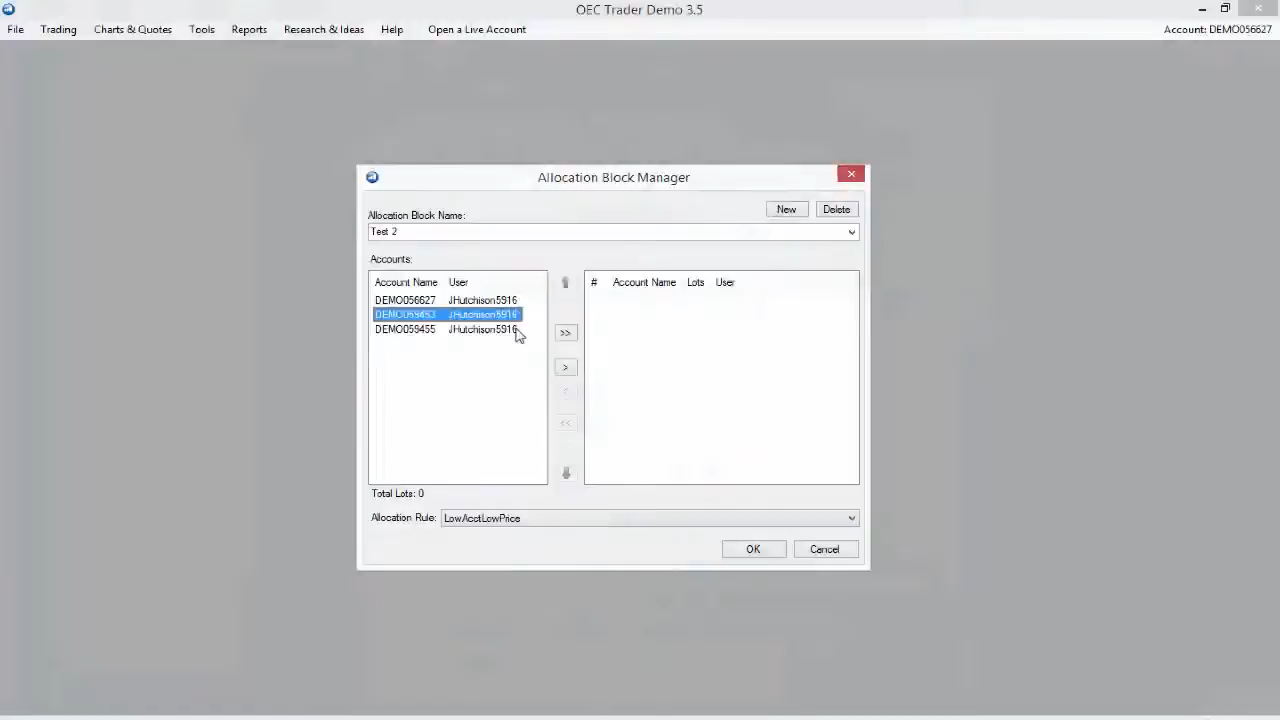 OEC Trader Demo 3.5
File Trading Charts & Quotes Tools Reports Research & Ideas Help Open a Live Account Account: DEMO056627
Allocation Block Manager
New Delete
Allocation Block Name:
Test 2
Accounts:
Account Name User
DEMO056627 JHutchison5916
DEMO059453 JHutchison5916
DEMO059455 JHutchison5916
>>
>
<
<<
# Account Name Lots User
Total Lots: 0
Allocation Rule: LowAcctLowPrice
OK Cancel